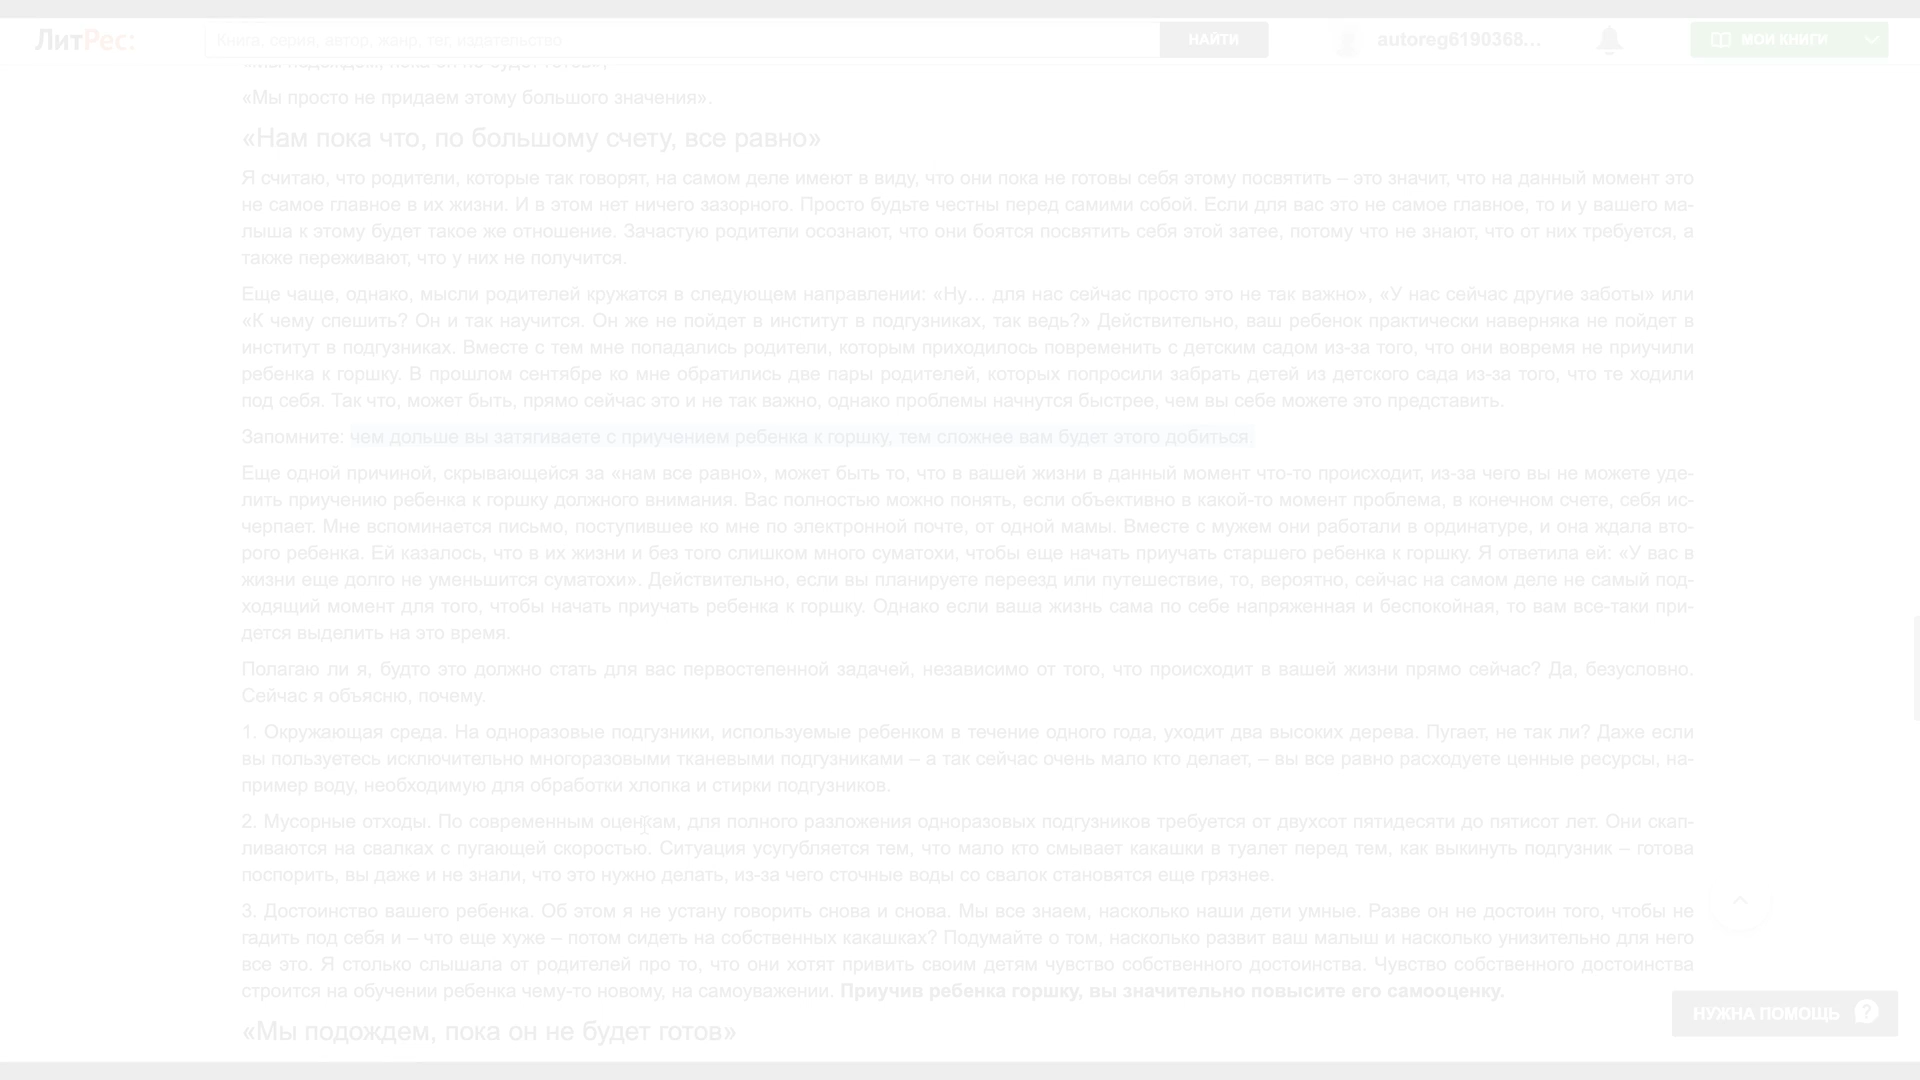 ЛитРес:
Книга, серия, автор, жанр, тег, издательство
НАЙТИ
autoreg6190368...
МОИ КНИГИ
«Мы подождем, пока он не будет готов»;
«Мы просто не придаем этому большого значения».
«Нам пока что, по большому счету, все равно»
Я считаю, что родители, которые так говорят, на самом деле имеют в виду, что они пока не готовы себя этому посвятить – это значит, что на данный момент это
не самое главное в их жизни. И в этом нет ничего зазорного. Просто будьте честны перед самими собой. Если для вас это не самое главное, то и у вашего ма-
лыша к этому будет такое же отношение. Зачастую родители осознают, что они боятся посвятить себя этой затее, потому что не знают, что от них требуется, а
также переживают, что у них не получится.
Еще чаще, однако, мысли родителей кружатся в следующем направлении: «Ну… для нас сейчас просто это не так важно», «У нас сейчас другие заботы» или
«К чему спешить? Он и так научится. Он же не пойдет в институт в подгузниках, так ведь?» Действительно, ваш ребенок практически наверняка не пойдет в
институт в подгузниках. Вместе с тем мне попадались родители, которым приходилось повременить с детским садом из-за того, что они вовремя не приучили
ребенка к горшку. В прошлом сентябре ко мне обратились две пары родителей, которых попросили забрать детей из детского сада из-за того, что те ходили
под себя. Так что, может быть, прямо сейчас это и не так важно, однако проблемы начнутся быстрее, чем вы себе можете это представить.
Запомните: чем дольше вы затягиваете с приучением ребенка к горшку, тем сложнее вам будет этого добиться.
Еще одной причиной, скрывающейся за «нам все равно», может быть то, что в вашей жизни в данный момент что-то происходит, из-за чего вы не можете уде-
лить приучению ребенка к горшку должного внимания. Вас полностью можно понять, если объективно в какой-то момент проблема, в конечном счете, себя ис-
черпает. Мне вспоминается письмо, поступившее ко мне по электронной почте, от одной мамы. Вместе с мужем они работали в ординатуре, и она ждала вто-
рого ребенка. Ей казалось, что в их жизни и без того слишком много суматохи, чтобы еще начать приучать старшего ребенка к горшку. Я ответила ей: «У вас в
жизни еще долго не уменьшится суматохи». Действительно, если вы планируете переезд или путешествие, то, вероятно, сейчас на самом деле не самый под-
ходящий момент для того, чтобы начать приучать ребенка к горшку. Однако если ваша жизнь сама по себе напряженная и беспокойная, то вам все-таки при-
дется выделить на это время.
Полагаю ли я, будто это должно стать для вас первостепенной задачей, независимо от того, что происходит в вашей жизни прямо сейчас? Да, безусловно.
Сейчас я объясню, почему.
1. Окружающая среда. На одноразовые подгузники, используемые ребенком в течение одного года, уходит два высоких дерева. Пугает, не так ли? Даже если
вы пользуетесь исключительно многоразовыми тканевыми подгузниками – а так сейчас очень мало кто делает, – вы все равно расходуете ценные ресурсы, на-
пример воду, необходимую для обработки хлопка и стирки подгузников.
2. Мусорные отходы. По современным оценкам, для полного разложения одноразовых подгузников требуется от двухсот пятидесяти до пятисот лет. Они скап-
ливаются на свалках с пугающей скоростью. Ситуация усугубляется тем, что мало кто смывает какашки в туалет перед тем, как выкинуть подгузник – готова
поспорить, вы даже и не знали, что это нужно делать, из-за чего сточные воды со свалок становятся еще грязнее.
3. Достоинство вашего ребенка. Об этом я не устану говорить снова и снова. Мы все знаем, насколько наши дети умные. Разве он не достоин того, чтобы не
гадить под себя и – что еще хуже – потом сидеть на собственных какашках? Подумайте о том, насколько развит ваш малыш и насколько унизительно для него
все это. Я столько слышала от родителей про то, что они хотят привить своим детям чувство собственного достоинства. Чувство собственного достоинства
строится на обучении ребенка чему-то новому, на самоуважении. Приучив ребенка горшку, вы значительно повысите его самооценку.
НУЖНА ПОМОЩЬ ?
«Мы подождем, пока он не будет готов»